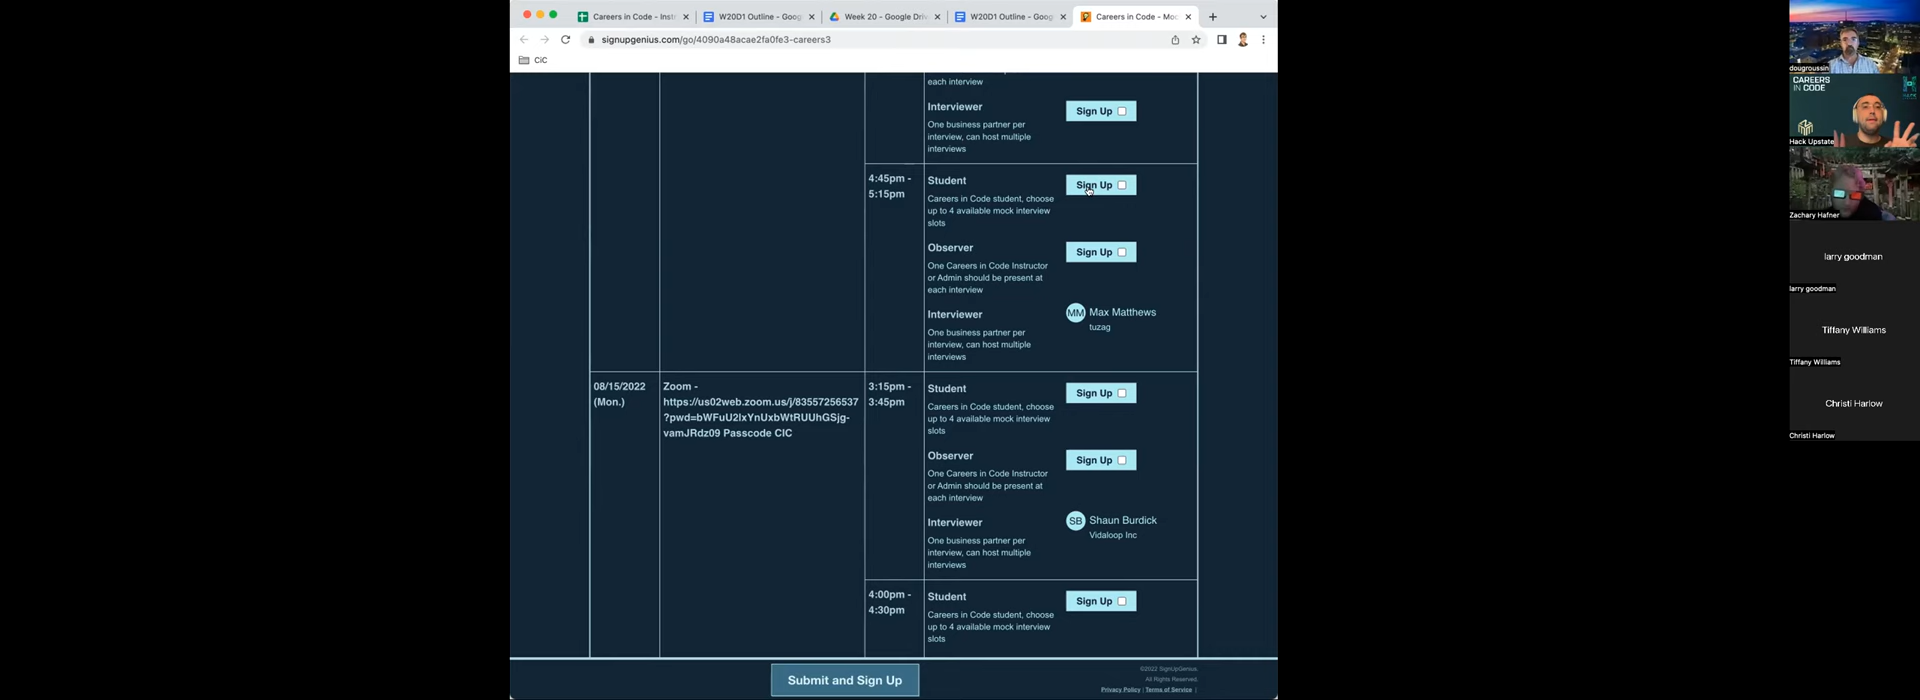 Careers in Code - Inst
W20D1 Outline - Goog
Week 20 - Google Driv
W20D1 Outline - Goog
Careers in Code - Moc
signupgenius.com/go/4090a48acae2fa0fe3-careers3
CiC
each interview
Interviewer
Sign Up
One business partner per
interview, can host multiple
interviews
4:45pm -
5:15pm
Student
Sign Up
Careers in Code student, choose
up to 4 available mock interview
slots
Observer
Sign Up
One Careers in Code Instructor
or Admin should be present at
each interview
Interviewer
MM Max Matthews
tuzag
One business partner per
interview, can host multiple
interviews
08/15/2022
(Mon.)
Zoom -
https://us02web.zoom.us/j/83557256537
?pwd=bWFuU2IxYnUxbWtRUUhGSjg-
vamJRdz09 Passcode CIC
3:15pm -
3:45pm
Student
Sign Up
Careers in Code student, choose
up to 4 available mock interview
slots
Observer
Sign Up
One Careers in Code Instructor
or Admin should be present at
each interview
Interviewer
SB Shaun Burdick
Vidaloop Inc
One business partner per
interview, can host multiple
interviews
4:00pm -
4:30pm
Student
Sign Up
Careers in Code student, choose
up to 4 available mock interview
slots
Submit and Sign Up
©2022 SignUpGenius.
All Rights Reserved.
Privacy Policy | Terms of Service |
dougroussin
CAREERS
IN CODE
Hack Upstate
Zachary Hafner
larry goodman
larry goodman
Tiffany Williams
Tiffany Williams
Christi Harlow
Christi Harlow